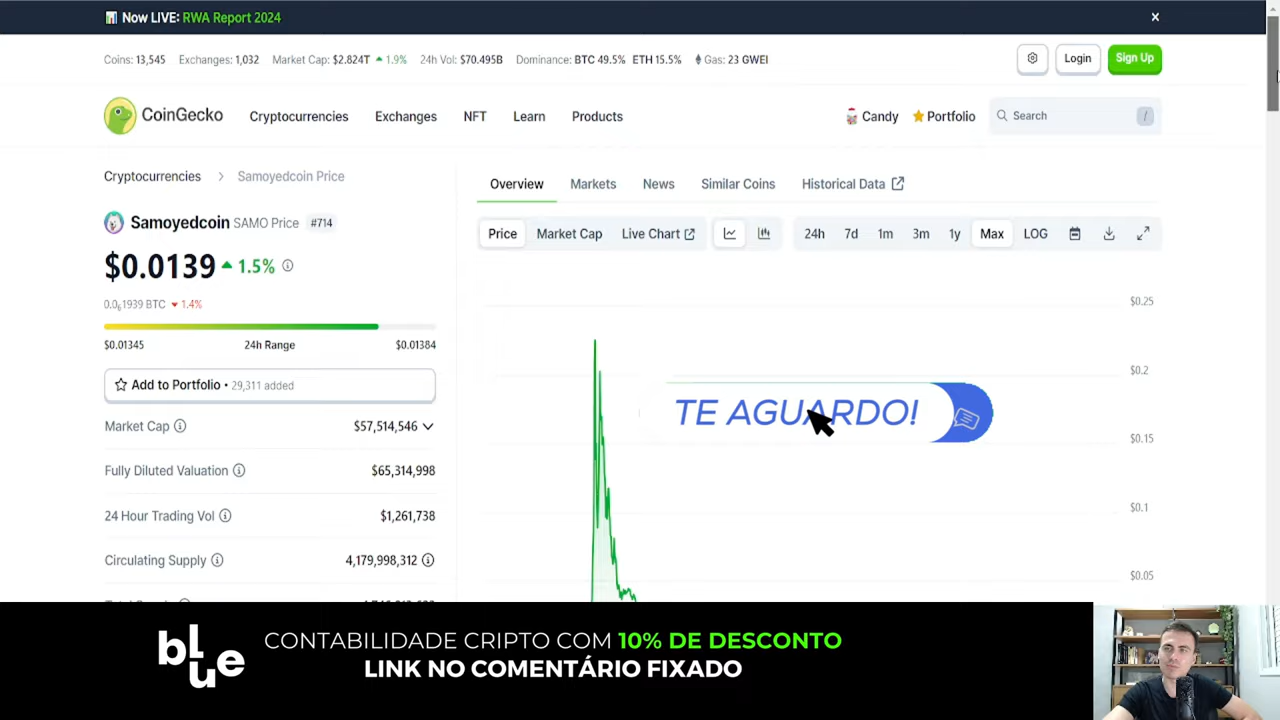 Now LIVE: RWA Report 2024
Coins: 13,545 Exchanges: 1,032 Market Cap: $2.824T 1.9% 24h Vol: $70.495B Dominance: BTC 49.5% ETH 15.5% Gas: 23 GWEI
Login
Sign Up
CoinGecko
Cryptocurrencies Exchanges NFT Learn Products
Candy Portfolio
Search /
Cryptocurrencies > Samoyedcoin Price
Samoyedcoin SAMO Price #714
$0.0139 1.5%
0.0₆1939 BTC 1.4%
$0.01345 24h Range $0.01384
Add to Portfolio • 29,311 added
Market Cap $57,514,546
Fully Diluted Valuation $65,314,998
24 Hour Trading Vol $1,261,738
Circulating Supply 4,179,998,312
Overview Markets News Similar Coins Historical Data
Price Market Cap Live Chart
24h 7d 1m 3m 1y Max LOG
$0.25
$0.2
$0.15
$0.1
$0.05
TE AGUARDO!
blue
CONTABILIDADE CRIPTO COM 10% DE DESCONTO
LINK NO COMENTÁRIO FIXADO